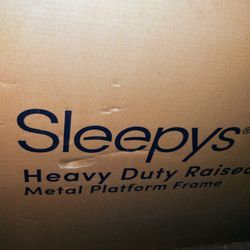 Sleepys®
Heavy Duty Raised
Metal Platform Frame